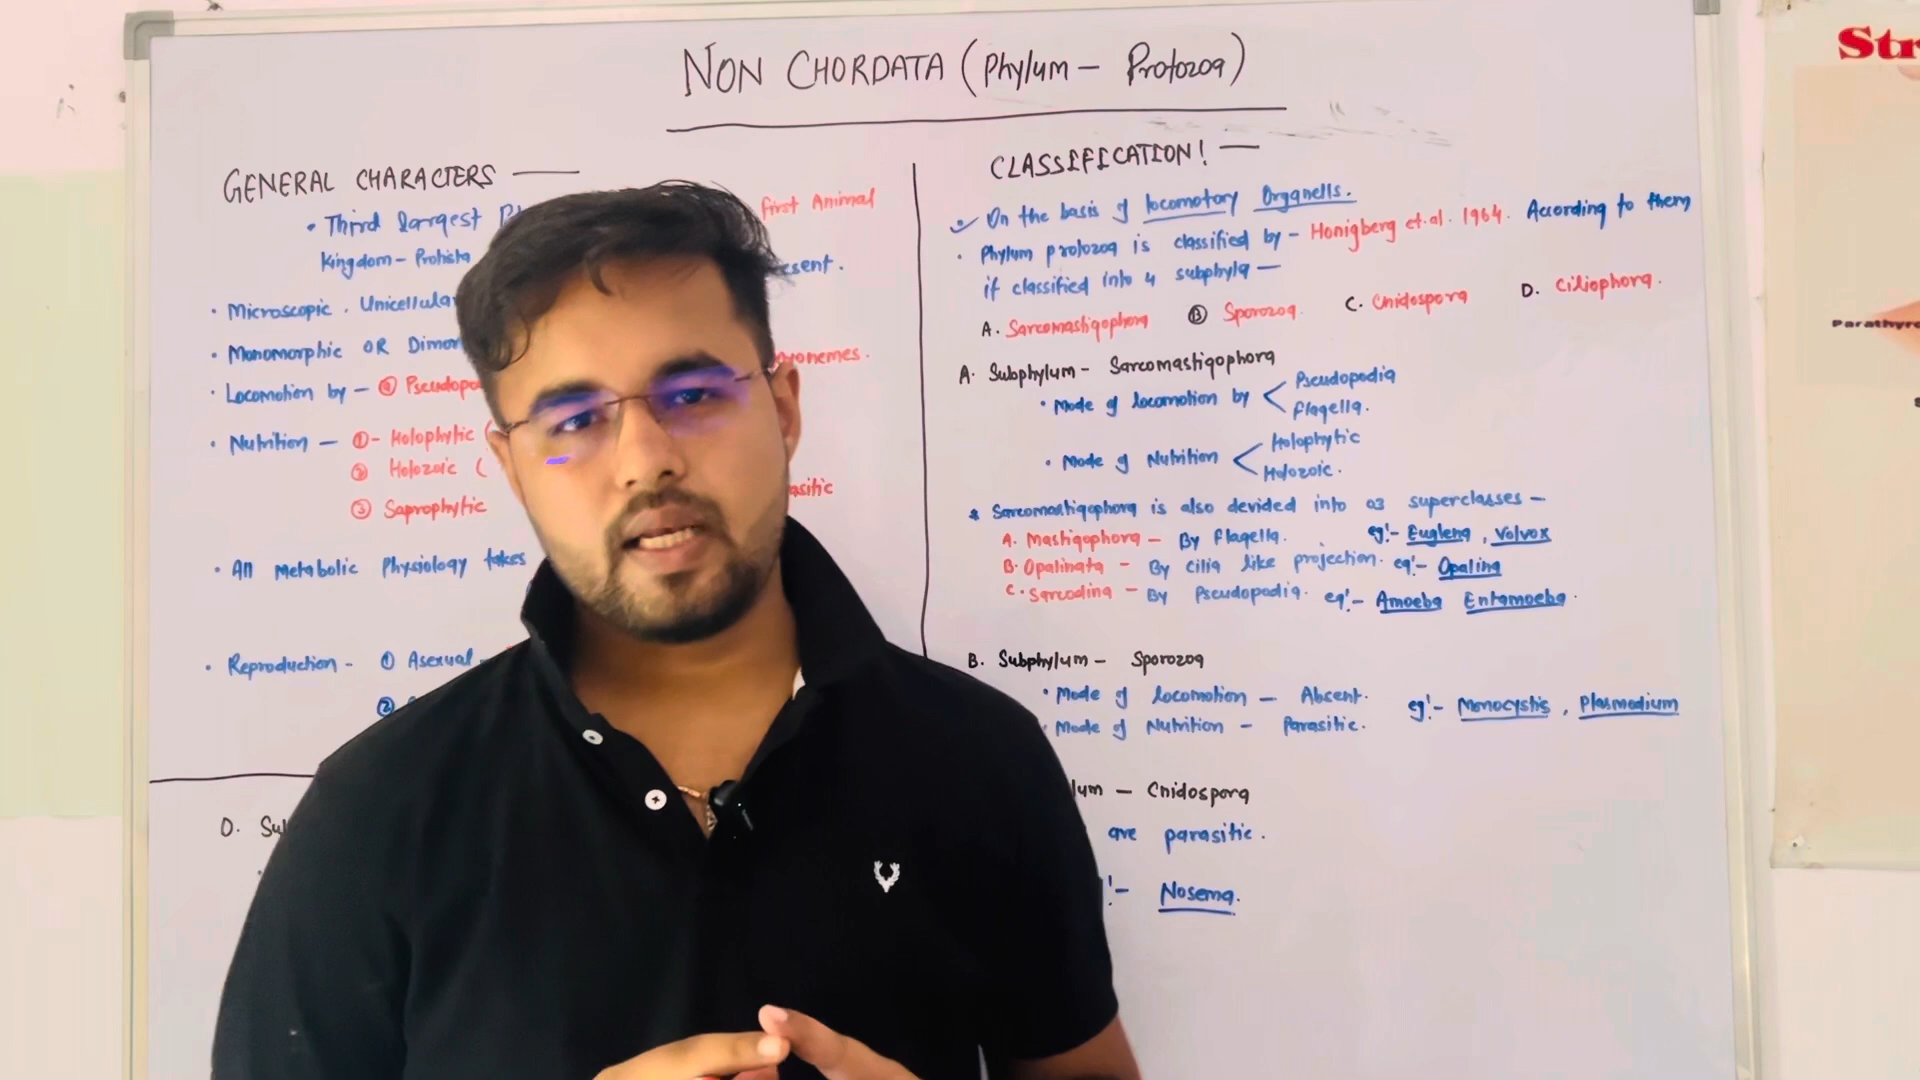 NON CHORDATA (Phylum – Protozoa)
GENERAL CHARACTERS —
• Third largest
first Animal
Kingdom – Protista
• Microscopic . Unicellular
• Monomorphic OR
• Locomotion by – ⓐ
• Nutrition — ①- Holophytic (
② Holozoic (
③ Saprophytic
• All Metabolic Physiology takes
• Reproduction - ① Asexual -
②
D.
CLASSIFICATION! —
On the basis of locomotory Organells.
• Phylum protozoa is classified by – Honigberg et.al. 1964. According to them
if classified into 4 subphyla —
A. Sarcomastigophora Ⓑ Sporozoa. C. Cnidospora D. Ciliophora.
A. Subphylum – Sarcomastigophora
• Mode of locomotion by < Pseudopodia
flagella.
• Mode of Nutrition < Holophytic
Holozoic.
* Sarcomastigophora is also devided into 03 superclasses –
A. Mastigophora – By flagella. eg!- Euglena , Volvox
B. Opalinata – By cilia like projection. eg!- Opalina
C. Sarcodina – By Pseudopodia. eg!- Amoeba Entamoeba .
B. Subphylum – Sporozoa
• Mode of locomotion – Absent. eg!- Monocystis , Plasmodium
• Mode of Nutrition – Parasitic.
– Cnidospora
are parasitic .
!- Nosema.
Str